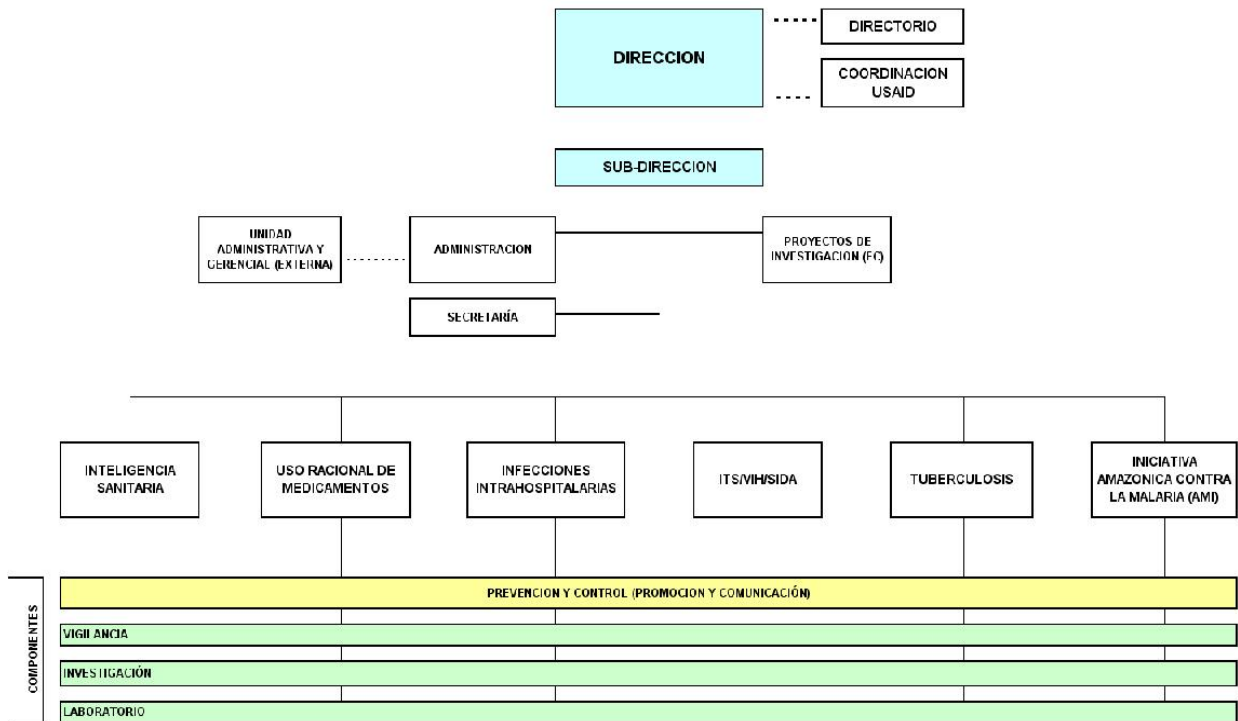 DIRECCION
DIRECTORIO
COORDINACION
USAID
SUB-DIRECCION
UNIDAD
ADMINISTRATIVA Y
GERENCIAL (EXTERNA)
ADMINISTRACION
PROYECTOS DE
INVESTIGACION (FC)
SECRETARÍA
INTELIGENCIA
SANITARIA
USO RACIONAL DE
MEDICAMENTOS
INFECCIONES
INTRAHOSPITALARIAS
ITS/VIH/SIDA
TUBERCULOSIS
INICIATIVA
AMAZONICA CONTRA
LA MALARIA (AMI)
COMPONENTES
PREVENCION Y CONTROL (PROMOCION Y COMUNICACIÓN)
VIGILANCIA
INVESTIGACIÓN
LABORATORIO